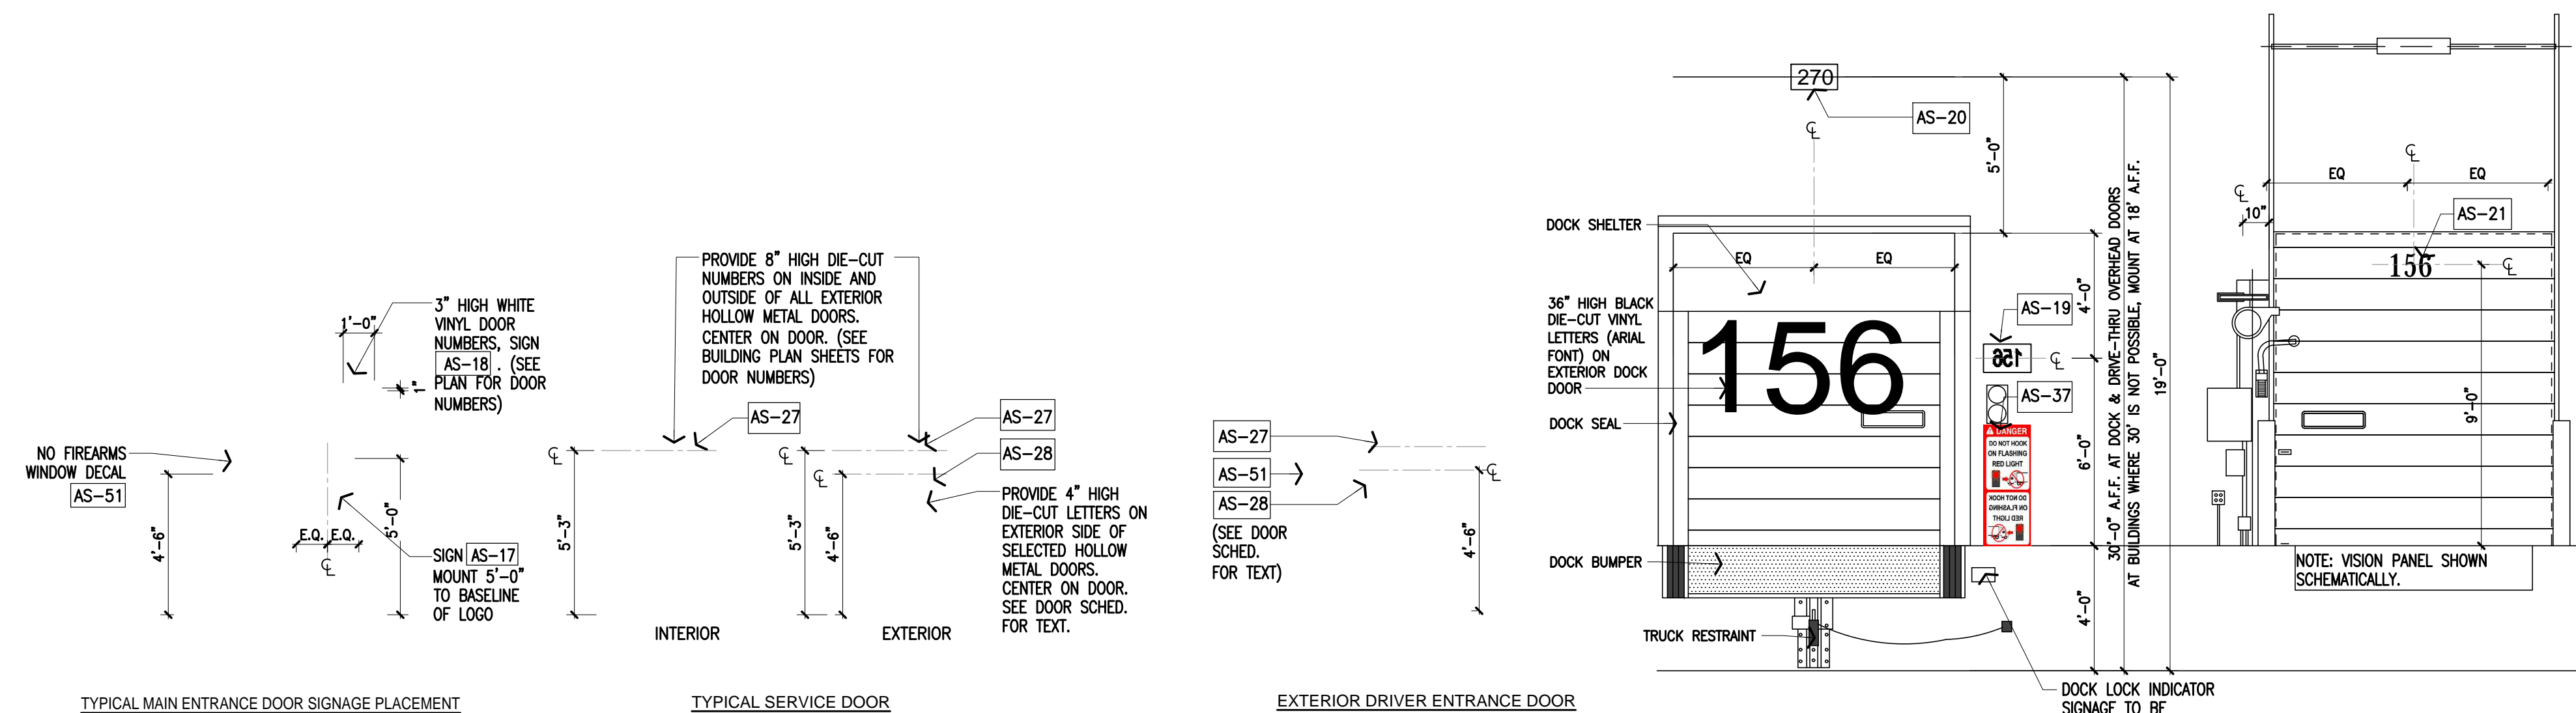 3" HIGH WHITE
VINYL DOOR
NUMBERS, SIGN
AS-18 . (SEE
PLAN FOR DOOR
NUMBERS)
1'-0"
1"
NO FIREARMS
WINDOW DECAL
AS-51
4'-6"
E.Q. E.Q.
℄
5'-0"
SIGN AS-17
MOUNT 5'-0"
TO BASELINE
OF LOGO
TYPICAL MAIN ENTRANCE DOOR SIGNAGE PLACEMENT
PROVIDE 8" HIGH DIE-CUT
NUMBERS ON INSIDE AND
OUTSIDE OF ALL EXTERIOR
HOLLOW METAL DOORS.
CENTER ON DOOR. (SEE
BUILDING PLAN SHEETS FOR
DOOR NUMBERS)
AS-27
℄
5'-3"
INTERIOR
AS-27
AS-28
℄
℄
5'-3"
4'-6"
PROVIDE 4" HIGH
DIE-CUT LETTERS ON
EXTERIOR SIDE OF
SELECTED HOLLOW
METAL DOORS.
CENTER ON DOOR.
SEE DOOR SCHED.
FOR TEXT.
EXTERIOR
TYPICAL SERVICE DOOR
AS-27
AS-51
AS-28
(SEE DOOR
SCHED.
FOR TEXT)
℄
4'-6"
EXTERIOR DRIVER ENTRANCE DOOR
270
AS-20
℄
5'-0"
DOCK SHELTER
EQ EQ
36" HIGH BLACK
DIE-CUT VINYL
LETTERS (ARIAL
FONT) ON
EXTERIOR DOCK
DOOR
156
DOCK SEAL
DOCK BUMPER
TRUCK RESTRAINT
AS-19
156
℄
AS-37
DANGER
DO NOT HOOK
ON FLASHING
RED LIGHT
DO NOT HOOK
ON FLASHING
RED LIGHT
4'-0"
6'-0"
4'-0"
30'-0" A.F.F. AT DOCK & DRIVE-THRU OVERHEAD DOORS
AT BUILDINGS WHERE 30' IS NOT POSSIBLE, MOUNT AT 18' A.F.F.
19'-0"
DOCK LOCK INDICATOR
SIGNAGE TO BE
℄
EQ EQ
℄
10"
AS-21
156
℄
9'-0"
NOTE: VISION PANEL SHOWN
SCHEMATICALLY.